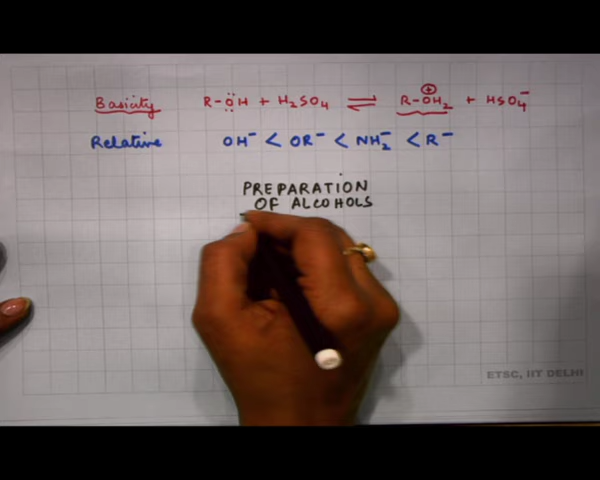 Basicity R-ÖH + H₂SO₄ ⇌ R-OH₂⊕ + HSO₄⁻
Relative OH⁻ < OR⁻ < NH₂⁻ < R⁻
PREPARATION
OF ALCOHOLS
ETSC, IIT DELHI